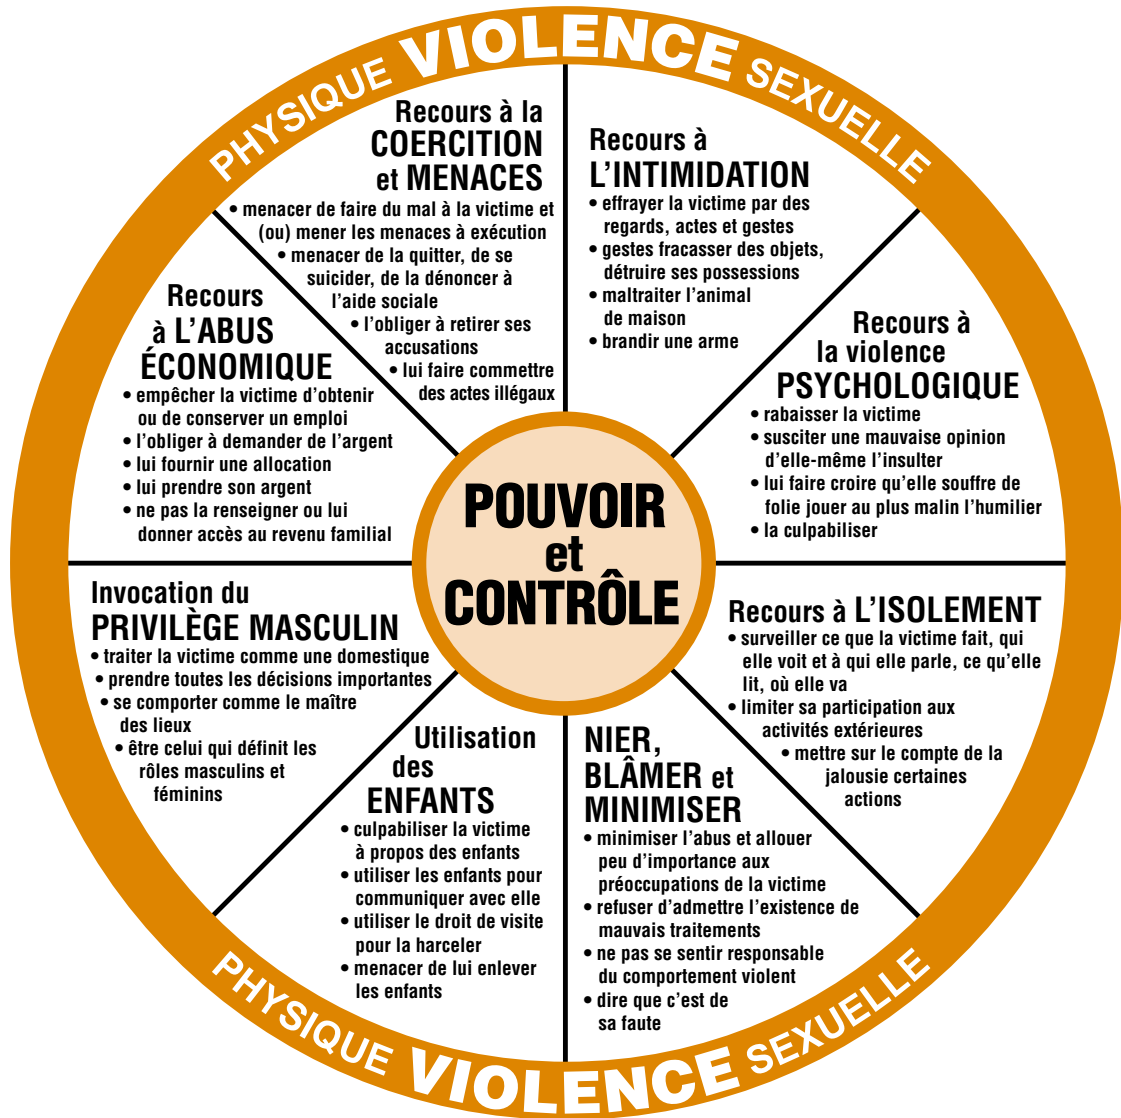 PHYSIQUE VIOLENCE SEXUELLE
Recours à la
COERCITION
et MENACES
• menacer de faire du mal à la victime et
(ou) mener les menaces à exécution
• menacer de la quitter, de se
suicider, de la dénoncer à
l'aide sociale
• l'obliger à retirer ses
accusations
• lui faire commettre
des actes illégaux
Recours à
L'INTIMIDATION
• effrayer la victime par des
regards, actes et gestes
• gestes fracasser des objets,
détruire ses possessions
• maltraiter l'animal
de maison
• brandir une arme
Recours à
la violence
PSYCHOLOGIQUE
• rabaisser la victime
• susciter une mauvaise opinion
d'elle-même l'insulter
• lui faire croire qu'elle souffre de
folie jouer au plus malin l'humilier
• la culpabiliser
Recours à L'ISOLEMENT
• surveiller ce que la victime fait, qui
elle voit et à qui elle parle, ce qu'elle
lit, où elle va
• limiter sa participation aux
activités extérieures
• mettre sur le compte de la
jalousie certaines
actions
NIER,
BLÂMER et
MINIMISER
• minimiser l'abus et allouer
peu d'importance aux
préoccupations de la victime
• refuser d'admettre l'existence de
mauvais traitements
• ne pas se sentir responsable
du comportement violent
• dire que c'est de
sa faute
Utilisation
des
ENFANTS
• culpabiliser la victime
à propos des enfants
• utiliser les enfants pour
communiquer avec elle
• utiliser le droit de visite
pour la harceler
• menacer de lui enlever
les enfants
Invocation du
PRIVILÈGE MASCULIN
• traiter la victime comme une domestique
• prendre toutes les décisions importantes
• se comporter comme le maître
des lieux
• être celui qui définit les
rôles masculins et
féminins
Recours
à L'ABUS
ÉCONOMIQUE
• empêcher la victime d'obtenir
ou de conserver un emploi
• l'obliger à demander de l'argent
• lui fournir une allocation
• lui prendre son argent
• ne pas la renseigner ou lui
donner accès au revenu familial
POUVOIR
et
CONTRÔLE
PHYSIQUE VIOLENCE SEXUELLE